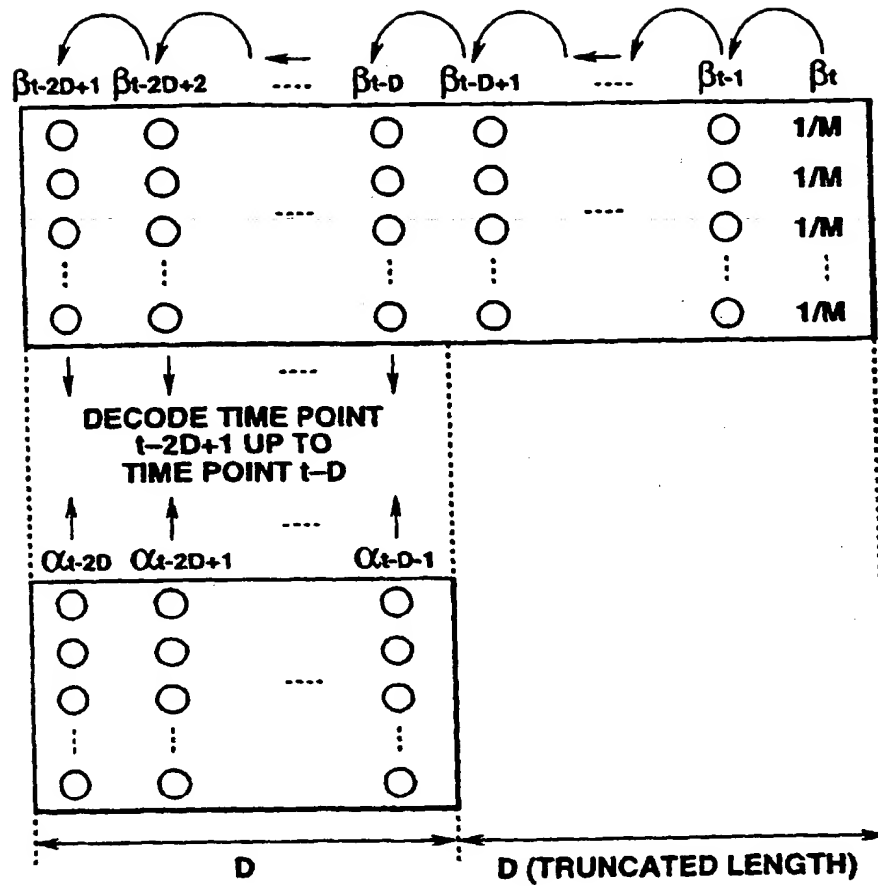 βt-2D+1 βt-2D+2 ---- βt-D βt-D+1 ---- βt-1 βt
1/M
1/M
---- ----
1/M
1/M
----
DECODE TIME POINT
t–2D+1 UP TO
TIME POINT t–D
----
αt-2D αt-2D+1 αt-D-1
----
D D (TRUNCATED LENGTH)